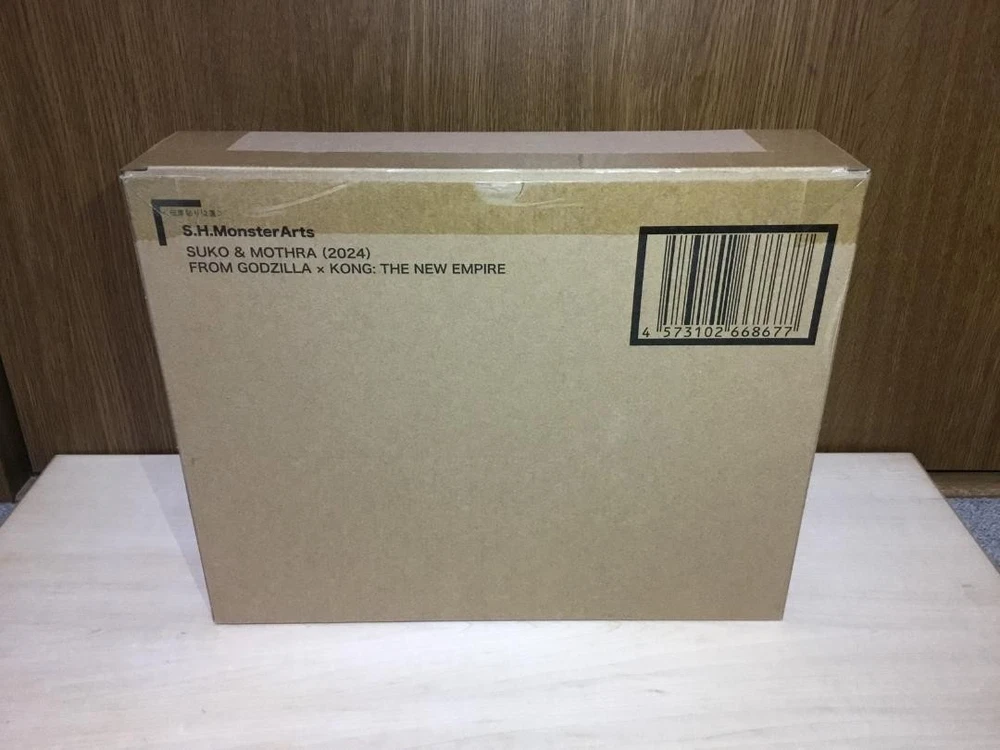 S.H.MonsterArts
SUKO & MOTHRA (2024)
FROM GODZILLA × KONG: THE NEW EMPIRE
4 573102 668677